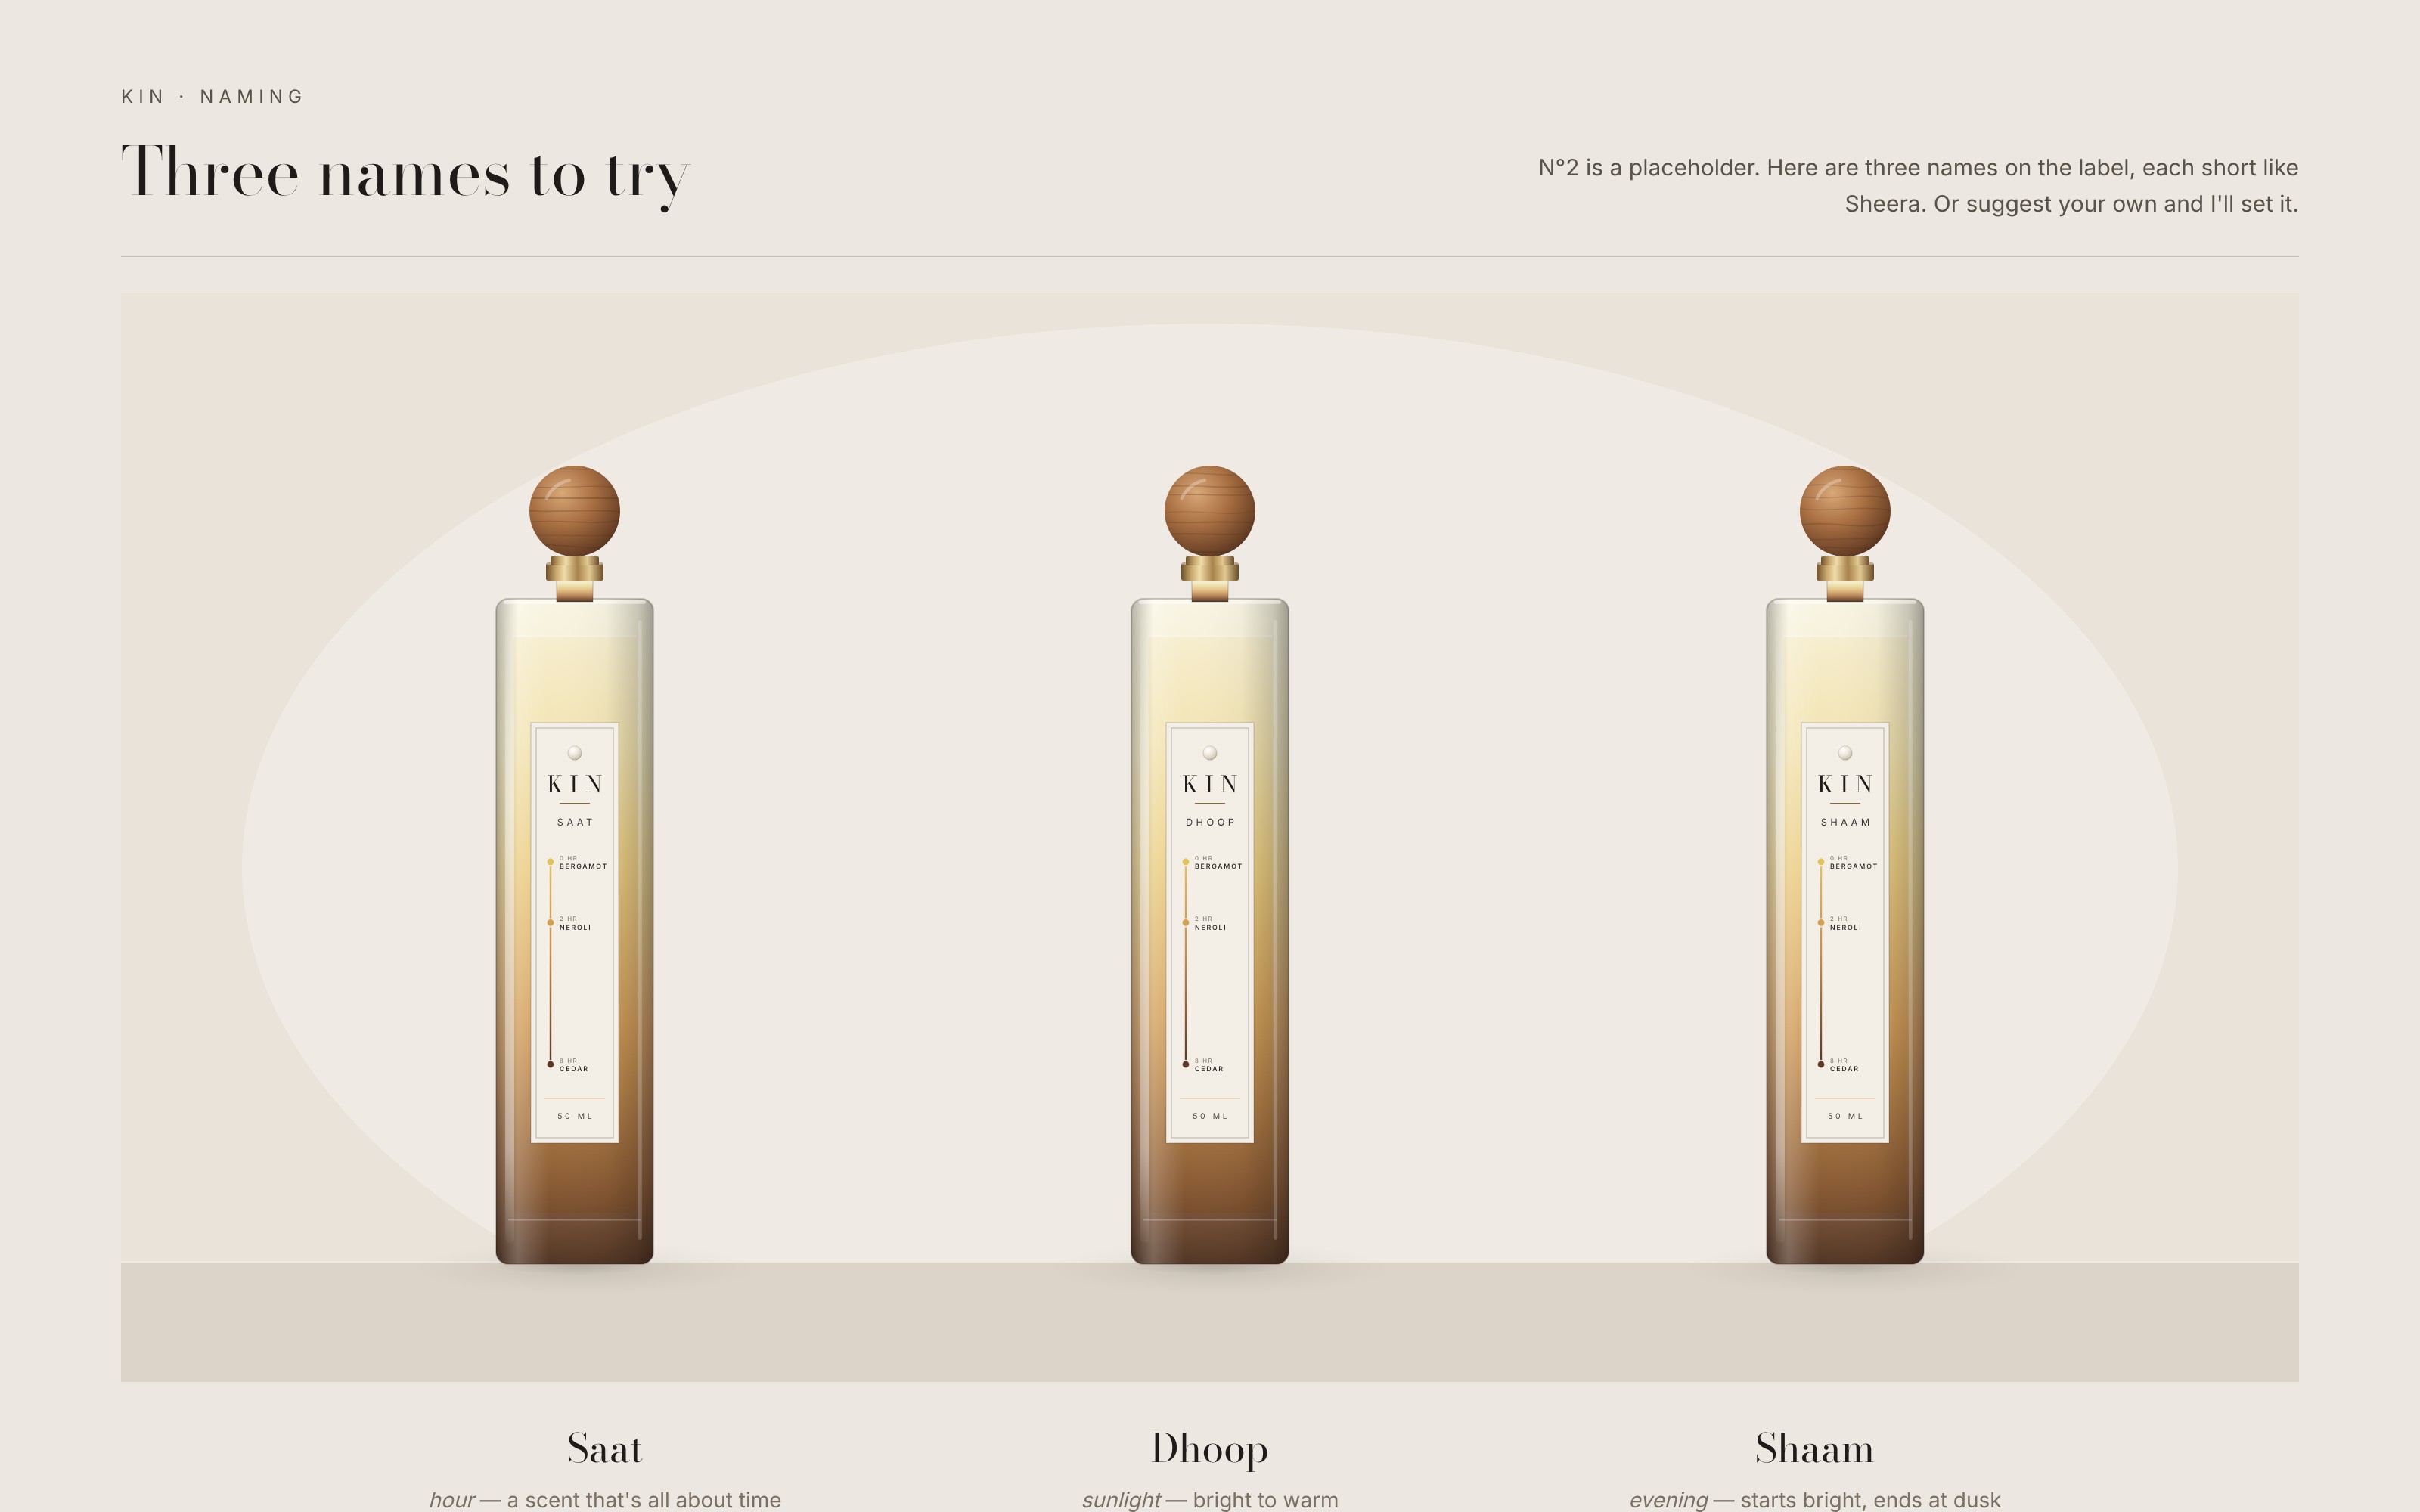 KIN · NAMING
Three names to try
N°2 is a placeholder. Here are three names on the label, each short like
Sheera. Or suggest your own and I'll set it.
KIN
SAAT
0 HR
BERGAMOT
2 HR
NEROLI
8 HR
CEDAR
50 ML
KIN
DHOOP
0 HR
BERGAMOT
2 HR
NEROLI
8 HR
CEDAR
50 ML
KIN
SHAAM
0 HR
BERGAMOT
2 HR
NEROLI
8 HR
CEDAR
50 ML
Saat
hour — a scent that's all about time
Dhoop
sunlight — bright to warm
Shaam
evening — starts bright, ends at dusk